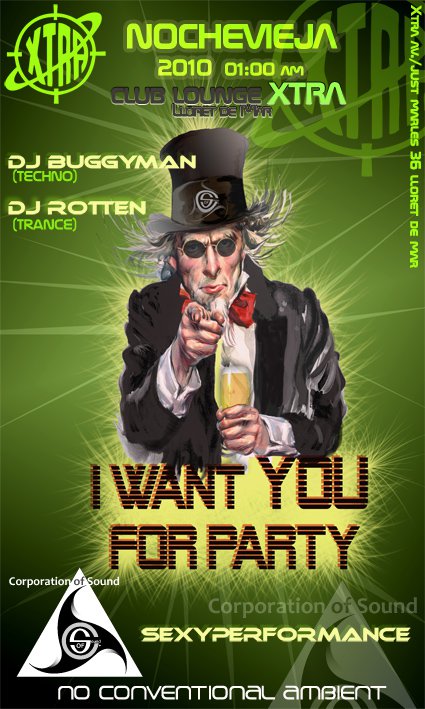 XTRA
NOCHEVIEJA
2010 01:00 AM
CLUB LOUNGE XTRA
LLORET DE MAR
XTRA AV/JUST MARLES 36 LLORET DE MAR
XTRA
DJ BUGGYMAN
(TECHNO)
DJ ROTTEN
(TRANCE)
I WANT YOU
FOR PARTY
Corporation of Sound
Corporation of Sound
SEXYPERFORMANCE
NO CONVENTIONAL AMBIENT